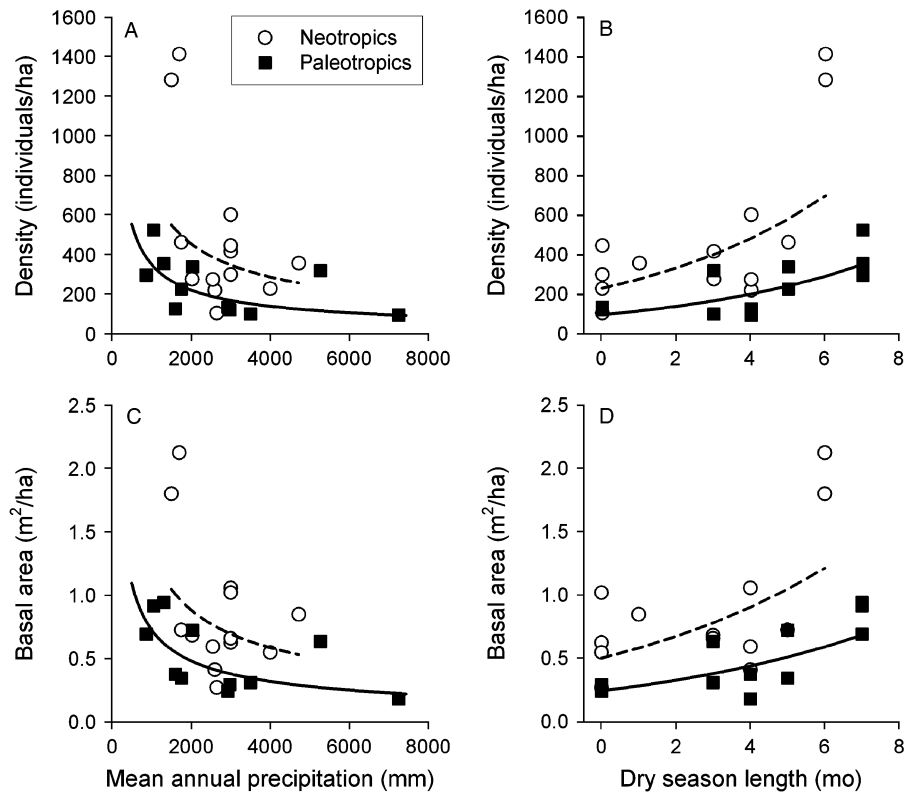 A
Neotropics
Paleotropics
Density (individuals/ha)
1600
1400
1200
1000
800
600
400
200
0
0 2000 4000 6000 8000
B
Density (individuals/ha)
1600
1400
1200
1000
800
600
400
200
0
0 2 4 6 8
C
Basal area (m²/ha)
2.5
2.0
1.5
1.0
0.5
0.0
0 2000 4000 6000 8000
Mean annual precipitation (mm)
D
Basal area (m²/ha)
2.5
2.0
1.5
1.0
0.5
0.0
0 2 4 6 8
Dry season length (mo)